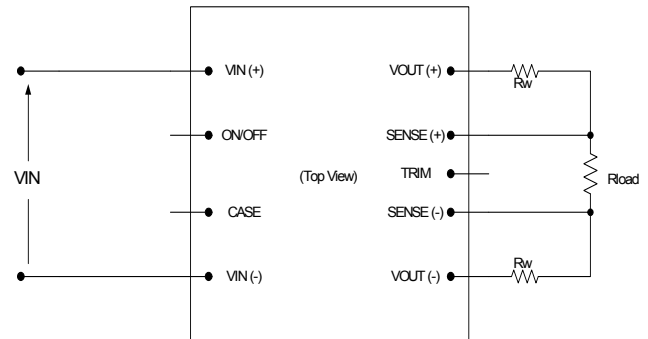 VIN (+)
VOUT (+)
Rw
ON/OFF
SENSE (+)
VIN
(Top View)
TRIM
Rload
CASE
SENSE (-)
VIN (-)
VOUT (-)
Rw